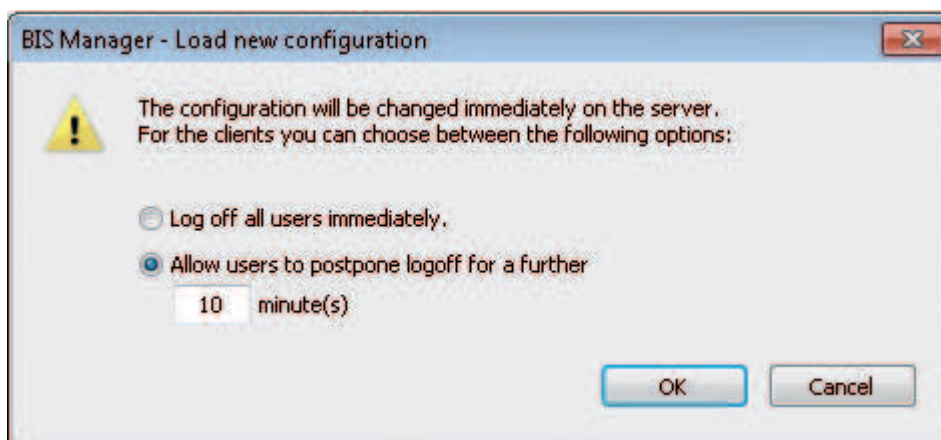 BIS Manager - Load new configuration
The configuration will be changed immediately on the server.
For the clients you can choose between the following options:
Log off all users immediately.
Allow users to postpone logoff for a further
10 minute(s)
OK Cancel